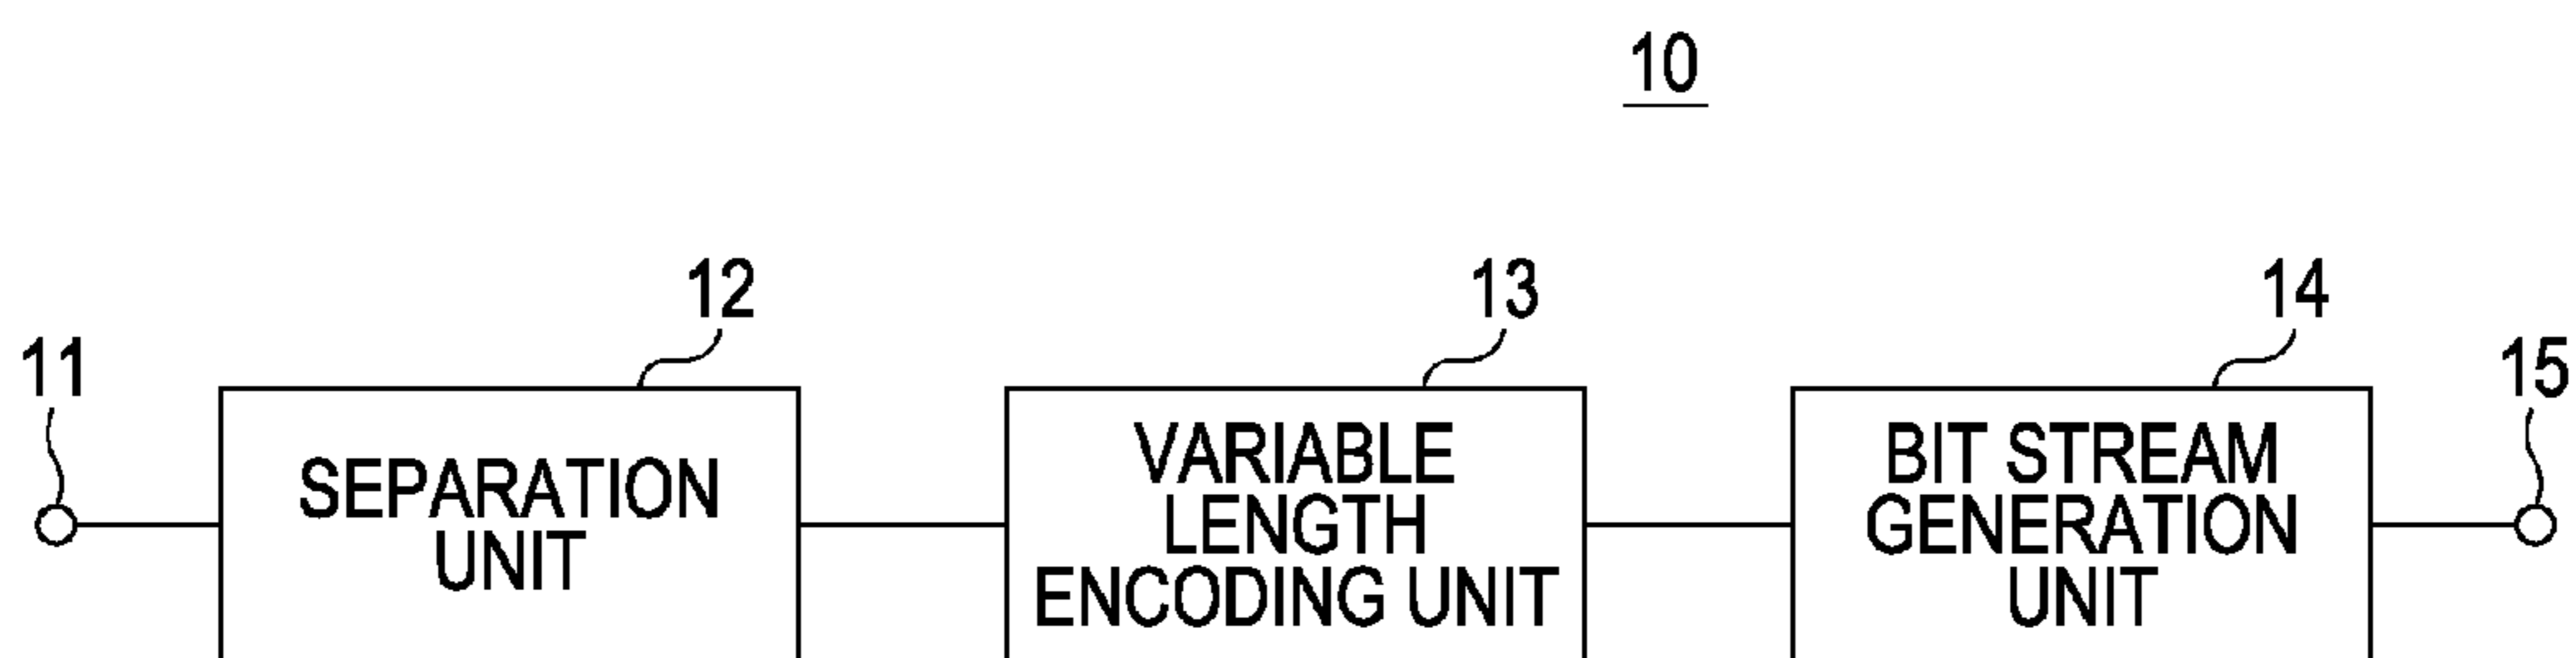 10
12
13
14
11
15
SEPARATION
UNIT
VARIABLE
LENGTH
ENCODING UNIT
BIT STREAM
GENERATION
UNIT